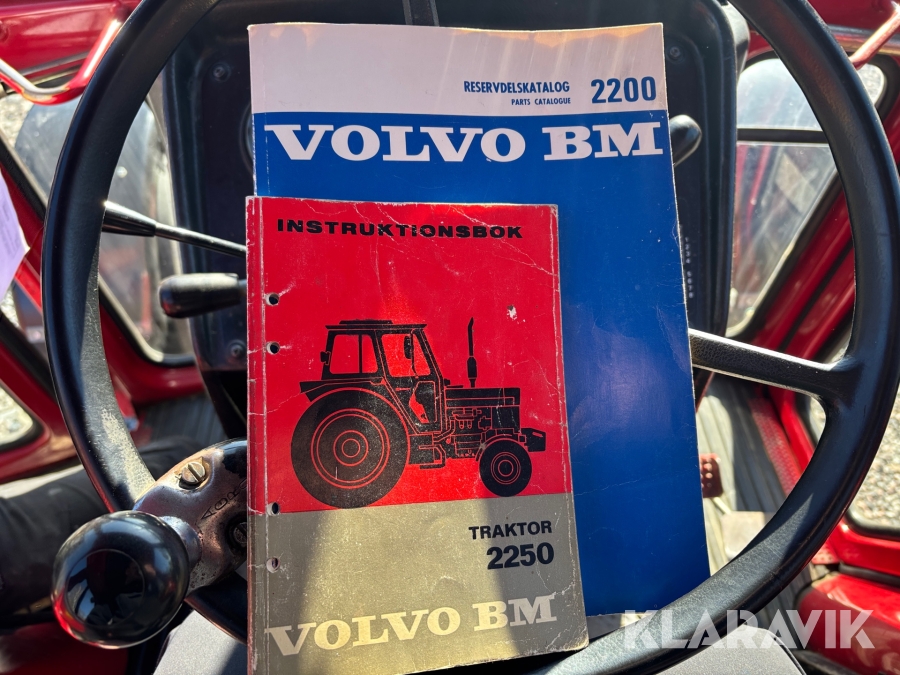 RESERVDELSKATALOG 2200
PARTS CATALOGUE
VOLVO BM
INSTRUKTIONSBOK
TRAKTOR
2250
VOLVO BM
KLARAVIK